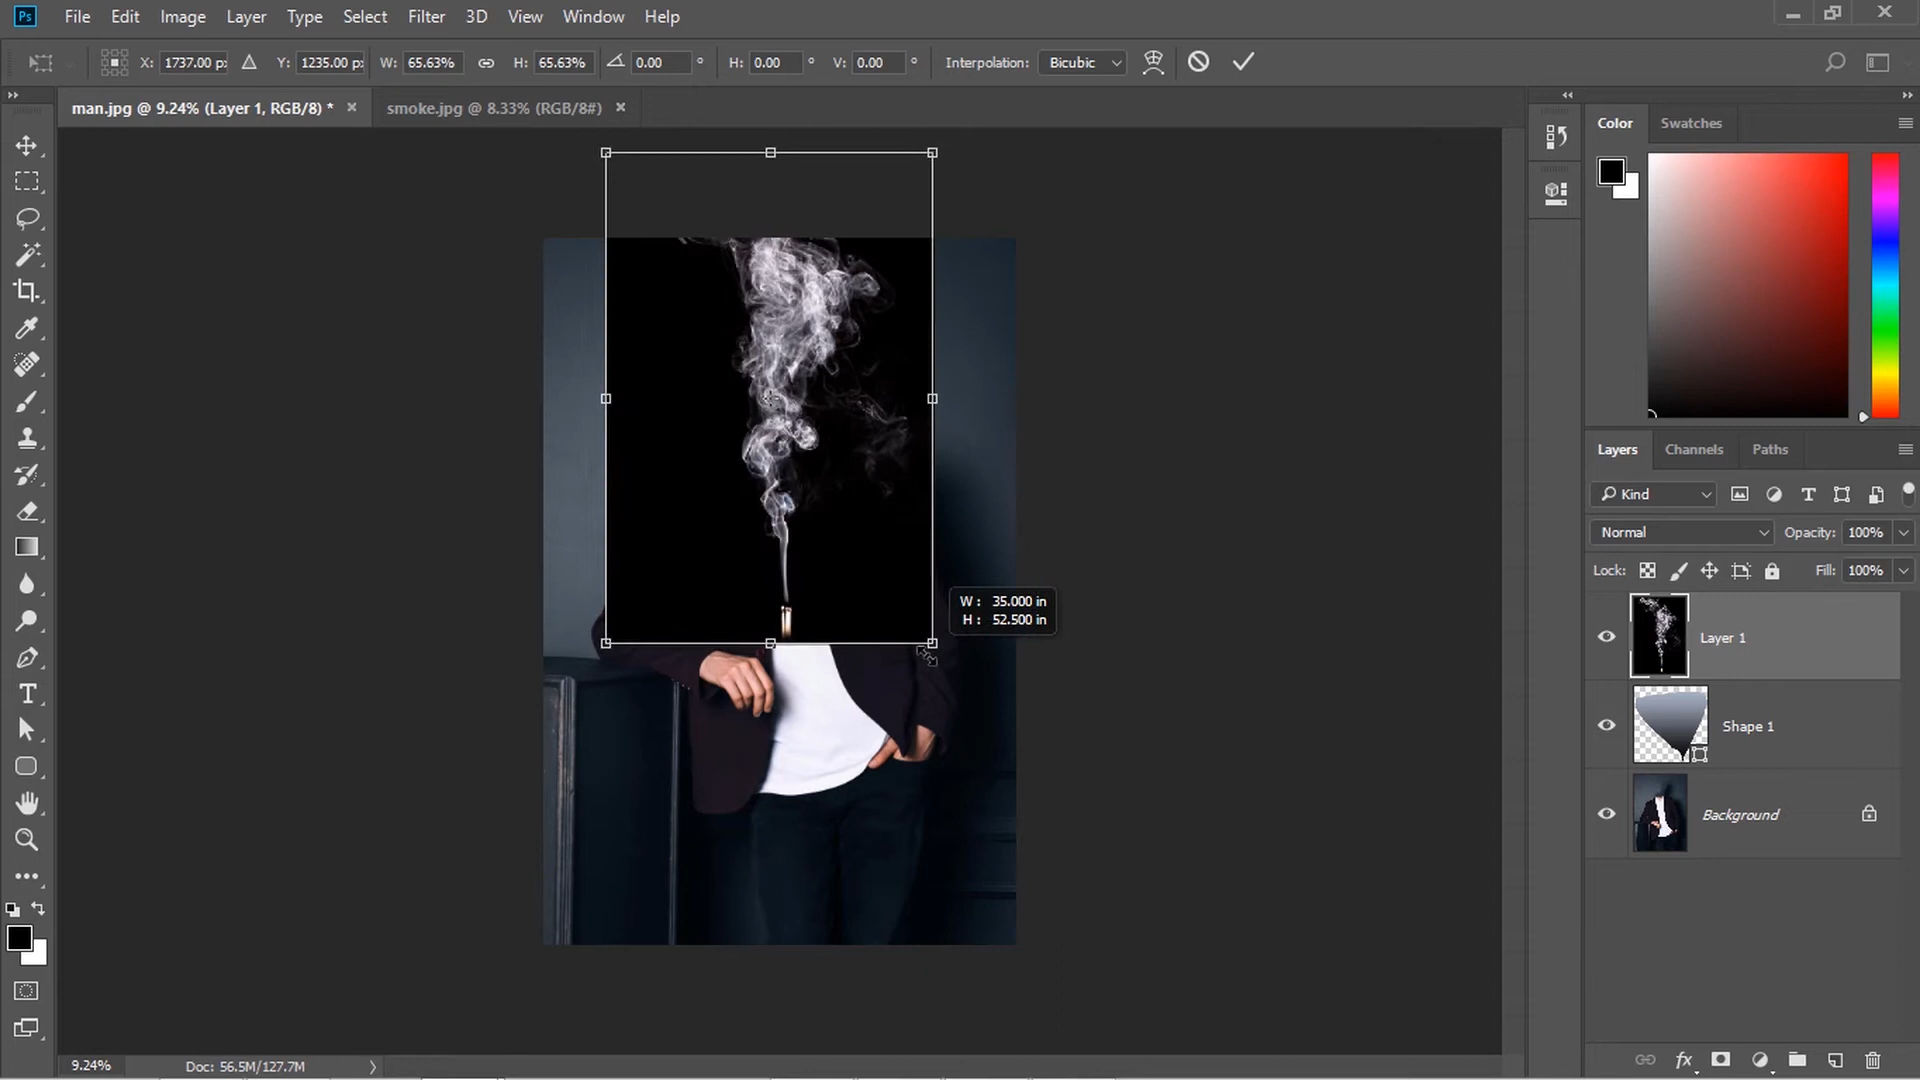 Ps File Edit Image Layer Type Select Filter 3D View Window Help
X: 1737.00 p Y: 1235.00 p W: 65.63% H: 65.63% 0.00 ° H: 0.00 ° V: 0.00 ° Interpolation: Bicubic
man.jpg @ 9.24% (Layer 1, RGB/8) * × smoke.jpg @ 8.33% (RGB/8#) ×
Color Swatches
Layers Channels Paths
Kind
Normal Opacity: 100%
Lock: Fill: 100%
W : 35.000 in
H : 52.500 in
Layer 1
Shape 1
Background
9.24% Doc: 56.5M/127.7M
fx